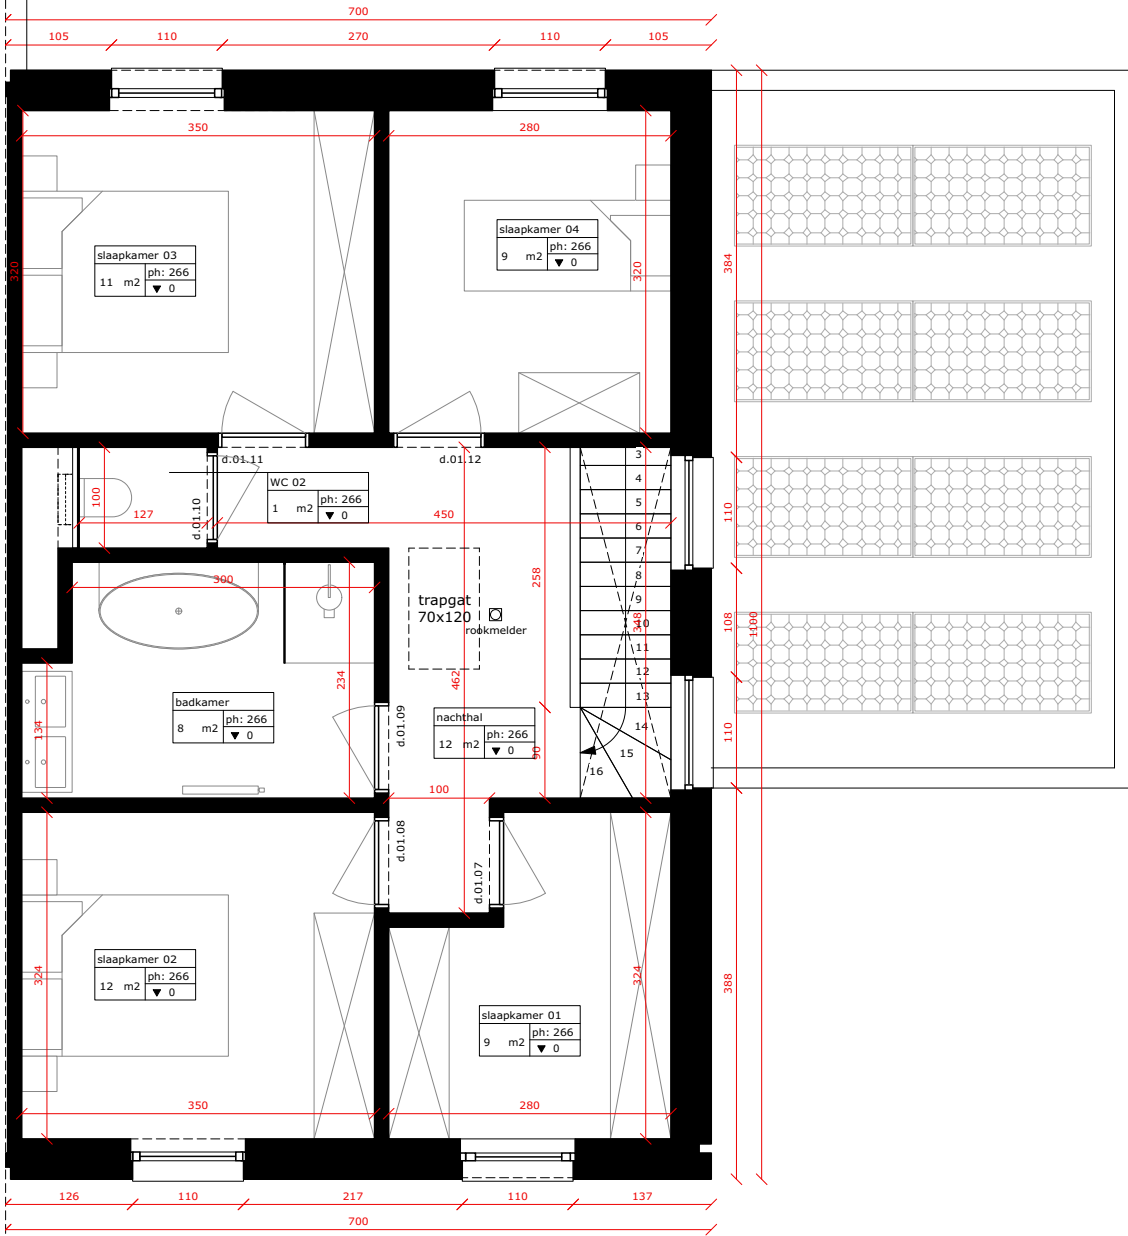 700
105 110 270 110 105
350 280
slaapkamer 03
11 m2 ph: 266
▼ 0
slaapkamer 04
9 m2 ph: 266
▼ 0
320
320
384
d.01.11
d.01.12
3
4
5
6
7
8
9
10
11
12
13
14
15
16
WC 02
1 m2 ph: 266
▼ 0
100
127
d.01.10
450
110
300
258
trapgat
70x120
rookmelder
348
108
1100
234
462
134
badkamer
8 m2 ph: 266
▼ 0
d.01.09
nachthal
12 m2 ph: 266
▼ 0
90
110
100
d.01.08
d.01.07
slaapkamer 02
12 m2 ph: 266
▼ 0
324
slaapkamer 01
9 m2 ph: 266
▼ 0
324
388
350 280
126 110 217 110 137
700